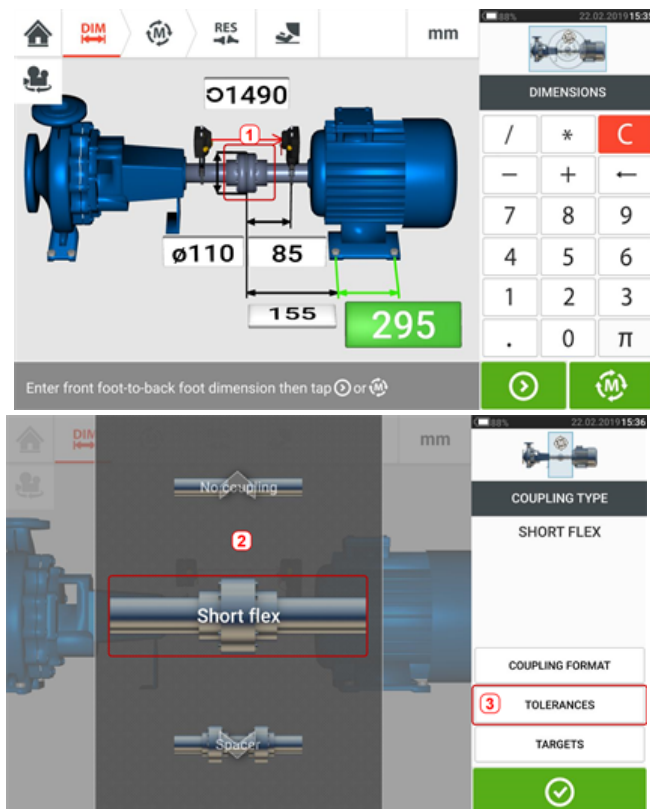 DIM
RES
mm
88%
22.02.2019 15:35
1490
1
ø110
85
155
295
Enter front foot-to-back foot dimension then tap or M
DIMENSIONS
/ * C
− + ←
7 8 9
4 5 6
1 2 3
. 0 π
M
DIM
mm
88%
22.02.2019 15:36
No coupling
2
Short flex
Spacer
COUPLING TYPE
SHORT FLEX
COUPLING FORMAT
3 TOLERANCES
TARGETS